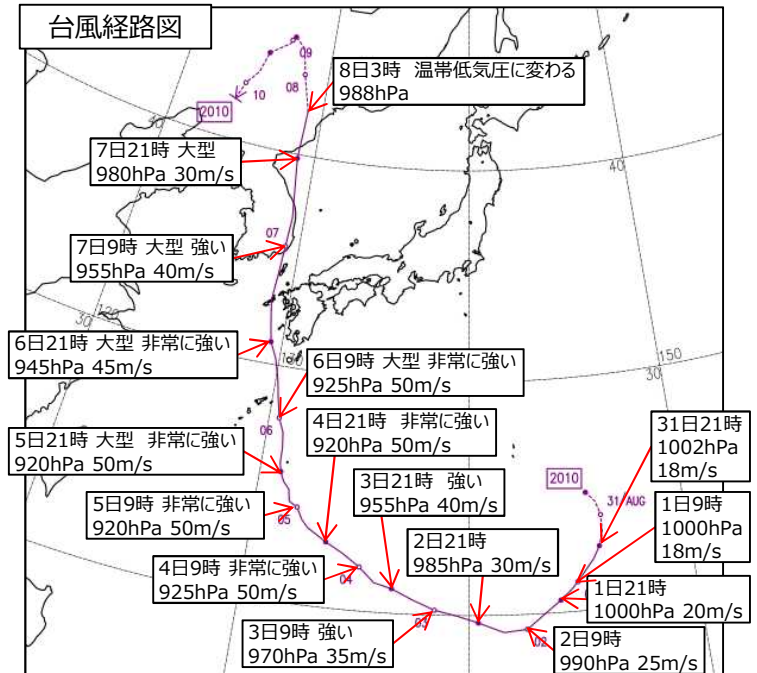 台風経路図
09
08
10
2010
8日3時 温帯低気圧に変わる
988hPa
7日21時 大型
980hPa 30m/s
40
40
07
7日9時 大型 強い
955hPa 40m/s
120
30
6日21時 大型 非常に強い
945hPa 45m/s
130
150
30
6日9時 大型 非常に強い
925hPa 50m/s
06
4日21時 非常に強い
920hPa 50m/s
31日21時
1002hPa
18m/s
5日21時 大型 非常に強い
920hPa 50m/s
3日21時 強い
955hPa 40m/s
2010
31/AUG
5日9時 非常に強い
920hPa 50m/s
05
1日9時
1000hPa
18m/s
2日21時
985hPa 30m/s
4日9時 非常に強い
925hPa 50m/s
04
1日21時
1000hPa 20m/s
03
3日9時 強い
970hPa 35m/s
02
2日9時
990hPa 25m/s